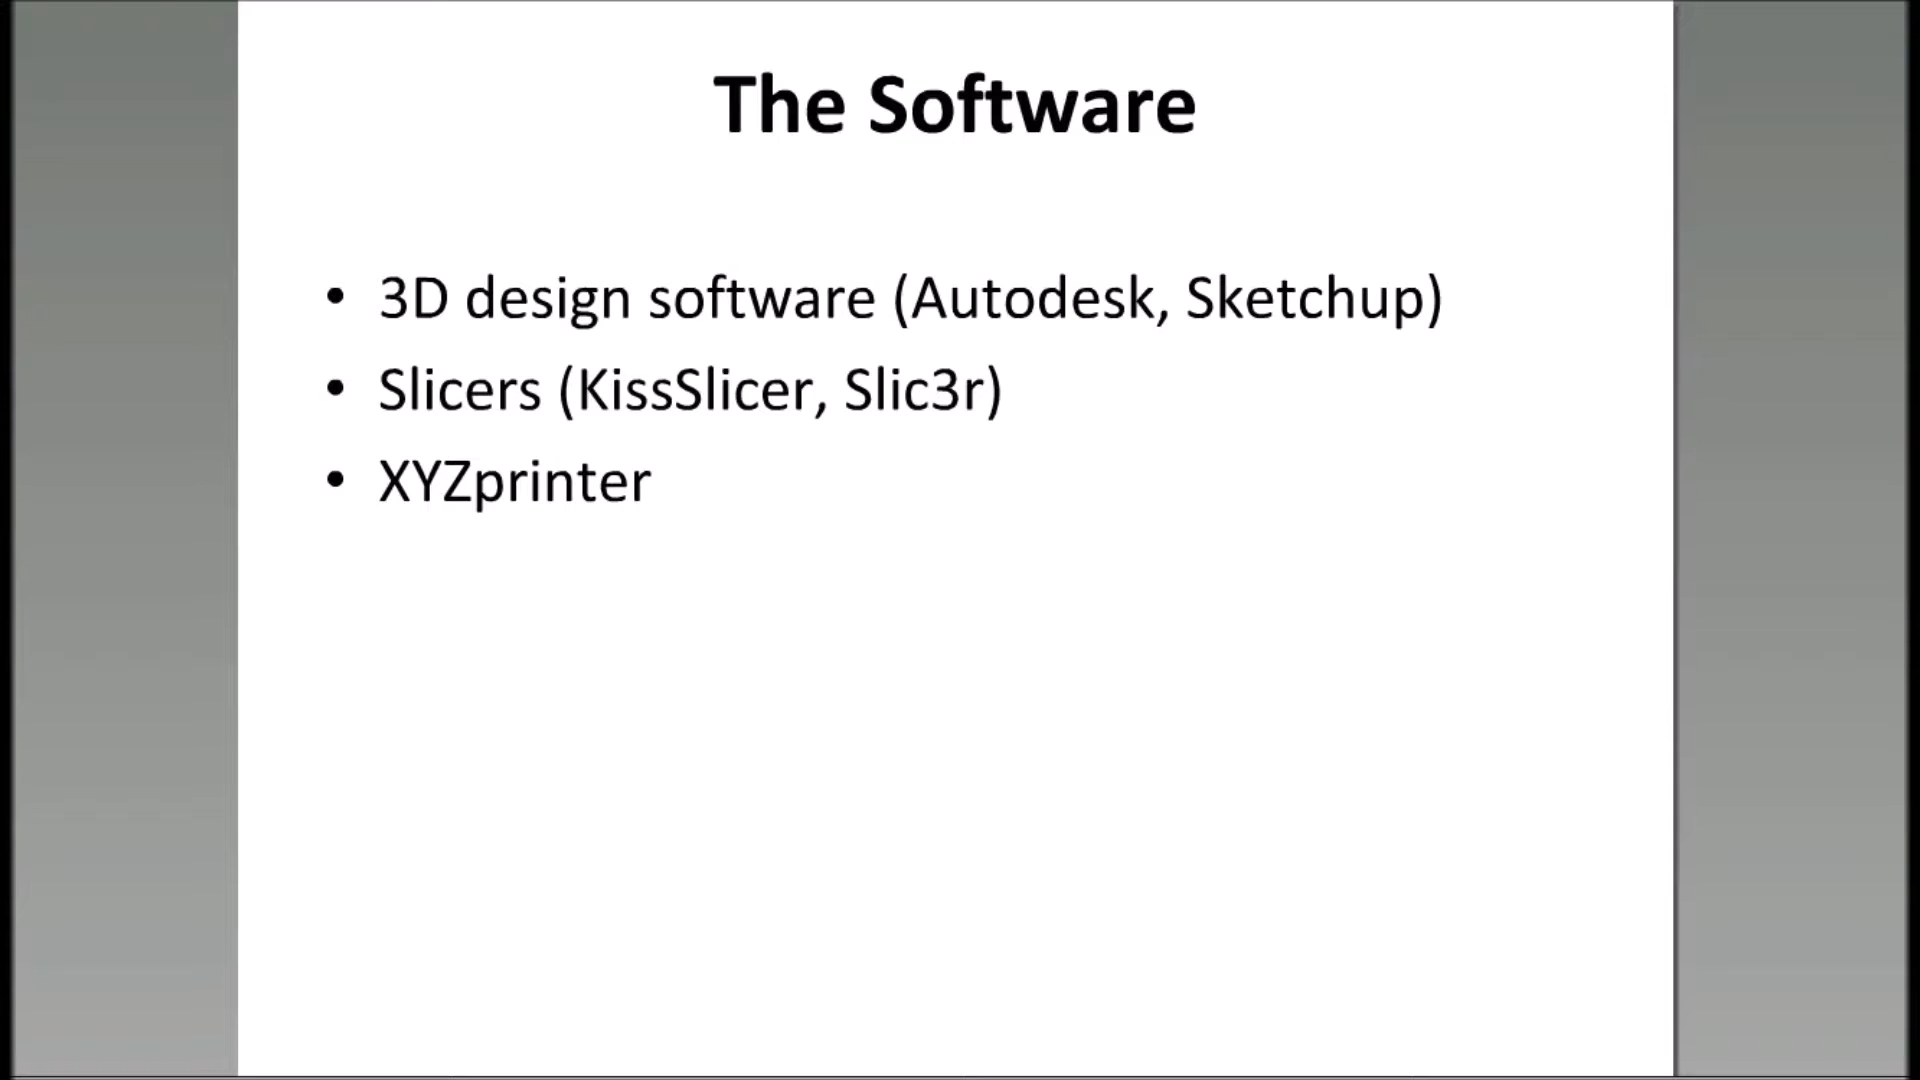 The Software
• 3D design software (Autodesk, Sketchup)
• Slicers (KissSlicer, Slic3r)
• XYZprinter